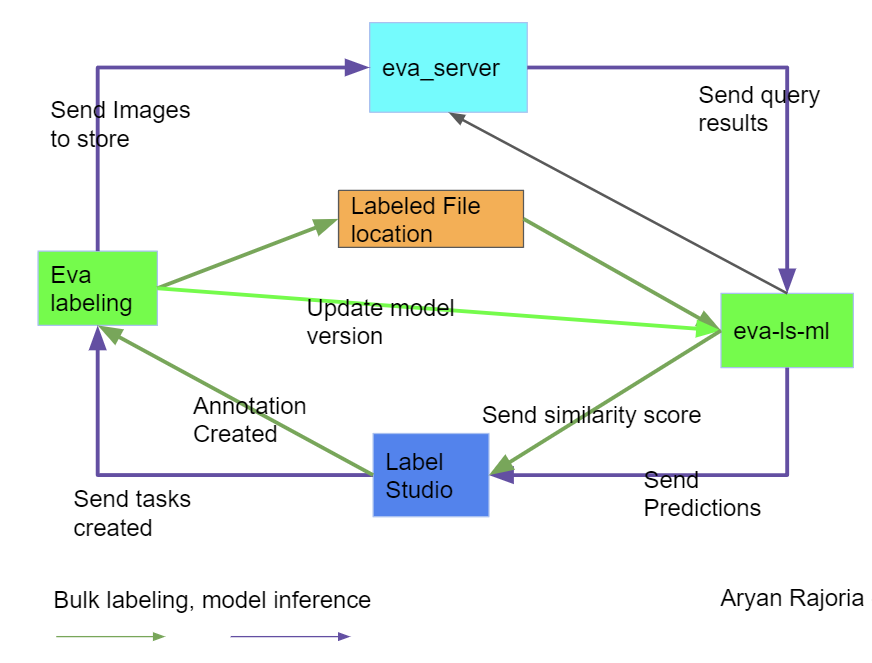 eva_server
Send query
results
Send Images
to store
Labeled File
location
Eva
labeling
Update model
version
eva-ls-ml
Annotation
Created
Send similarity score
Label
Studio
Send
Predictions
Send tasks
created
Bulk labeling, model inference
Aryan Rajoria